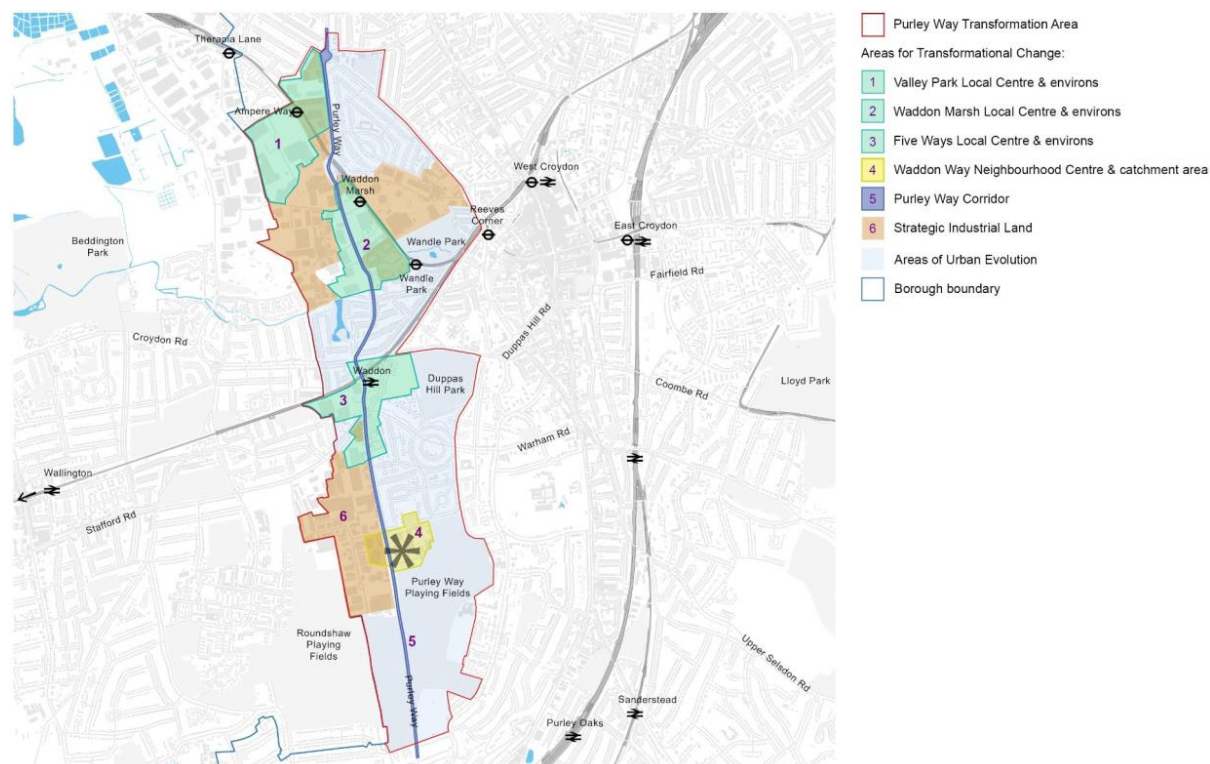 Therapia Lane
Ampere Way
1
Purley Way
Waddon
Marsh
West Croydon
Reeves
Corner
East Croydon
Wandle Park
2
Wandle
Park
Beddington
Park
Fairfield Rd
Croydon Rd
Duppas Hill Rd
Waddon
Duppas
Hill Park
Coombe Rd
Lloyd Park
3
Warham Rd
Wallington
Stafford Rd
6
4
Purley Way
Playing Fields
Roundshaw
Playing
Fields
5
Purley Way
Upper Selsdon Rd
Sanderstead
Purley Oaks
Purley Way Transformation Area
Areas for Transformational Change:
1 Valley Park Local Centre & environs
2 Waddon Marsh Local Centre & environs
3 Five Ways Local Centre & environs
4 Waddon Way Neighbourhood Centre & catchment area
5 Purley Way Corridor
6 Strategic Industrial Land
Areas of Urban Evolution
Borough boundary